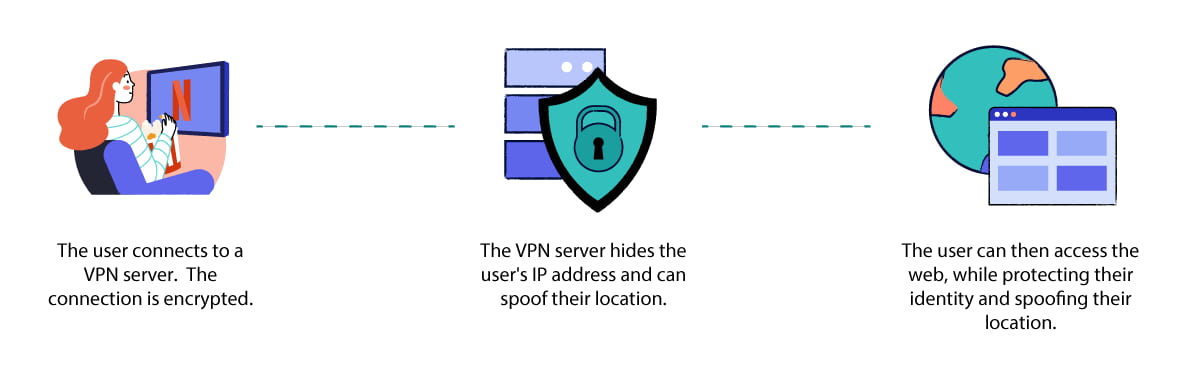 N
The user connects to a
VPN server.  The
connection is encrypted.
The VPN server hides the
user's IP address and can
spoof their location.
The user can then access the
web, while protecting their
identity and spoofing their
location.